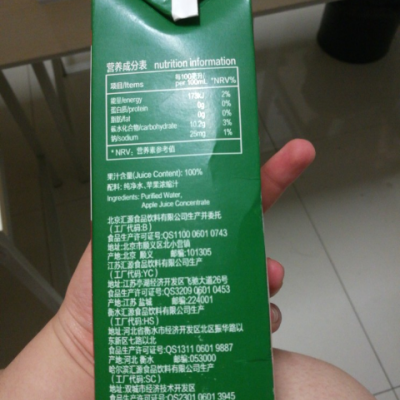 营养成分表 nutrition information
项目/Items 每100毫升/per 100mL *NRV%
能量/energy 2%
蛋白质/protein 0g 0%
脂肪/fat 0g 0%
碳水化合物/carbohydrate 10.2g 3%
钠/sodium 25mg 1%
*NRV：营养素参考值
果汁含量(Juice Content): 100%
配料: 纯净水, 苹果浓缩汁
Ingredients: Purified Water,
Apple Juice Concentrate
北京汇源食品饮料有限公司生产并委托
(工厂代码:B)
食品生产许可证号:QS1100 0601 0743
地址:北京市顺义区北小营镇
产地:北京 顺义 邮编:101305
江苏汇源食品饮料有限公司生产
(工厂代码:YC)
地址:江苏亭湖经济开发区飞驰大道26号
食品生产许可证号:QS3209 0601 0453
产地:江苏 盐城 邮编:224001
衡水汇源食品饮料有限公司生产
(工厂代码:HS)
地址:河北省衡水市经济开发区北区振华路以
东新区七路以北
食品生产许可证号:QS1311 0601 9887
产地:河北 衡水 邮编:053000
哈尔滨汇源食品饮料有限公司生产
(工厂代码:SC)
地址:双城市经济技术开发区
食品生产许可证号:QS2301 0601 3945